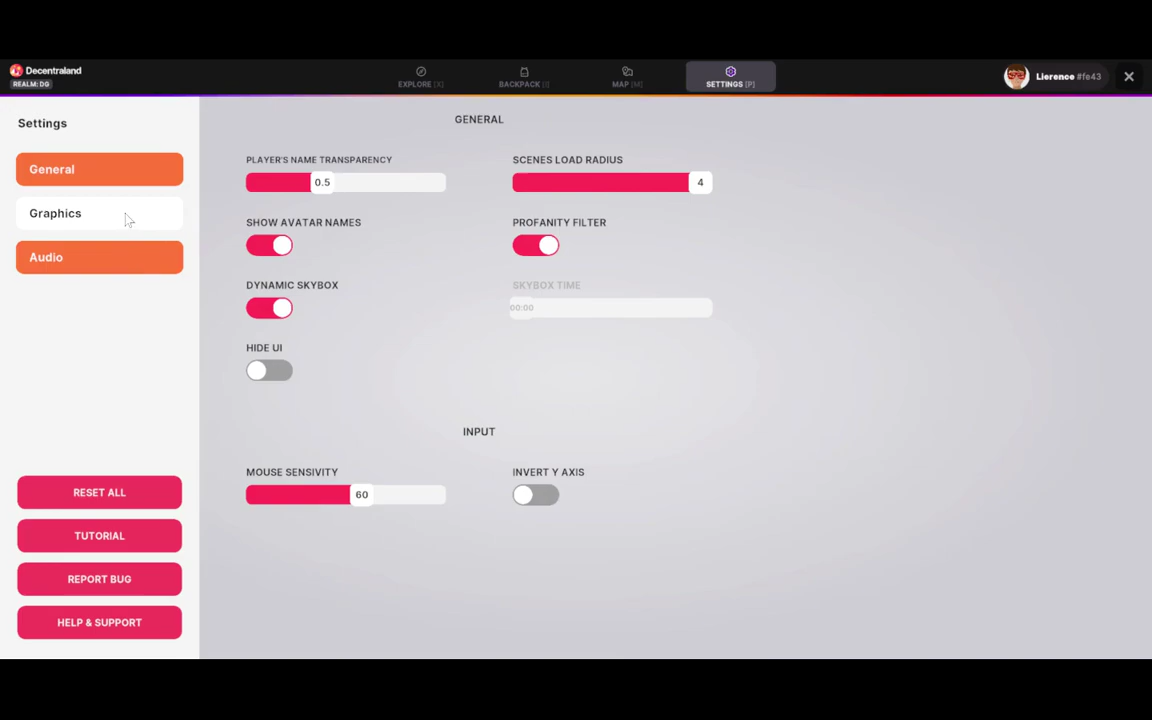 Decentraland
REALM: DG
EXPLORE [X]
BACKPACK [I]
MAP [M]
SETTINGS [P]
Lierence #fe43
Settings
General
Graphics
Audio
RESET ALL
TUTORIAL
REPORT BUG
HELP & SUPPORT
GENERAL
PLAYER'S NAME TRANSPARENCY
0.5
SCENES LOAD RADIUS
4
SHOW AVATAR NAMES
PROFANITY FILTER
DYNAMIC SKYBOX
SKYBOX TIME
00:00
HIDE UI
INPUT
MOUSE SENSIVITY
60
INVERT Y AXIS